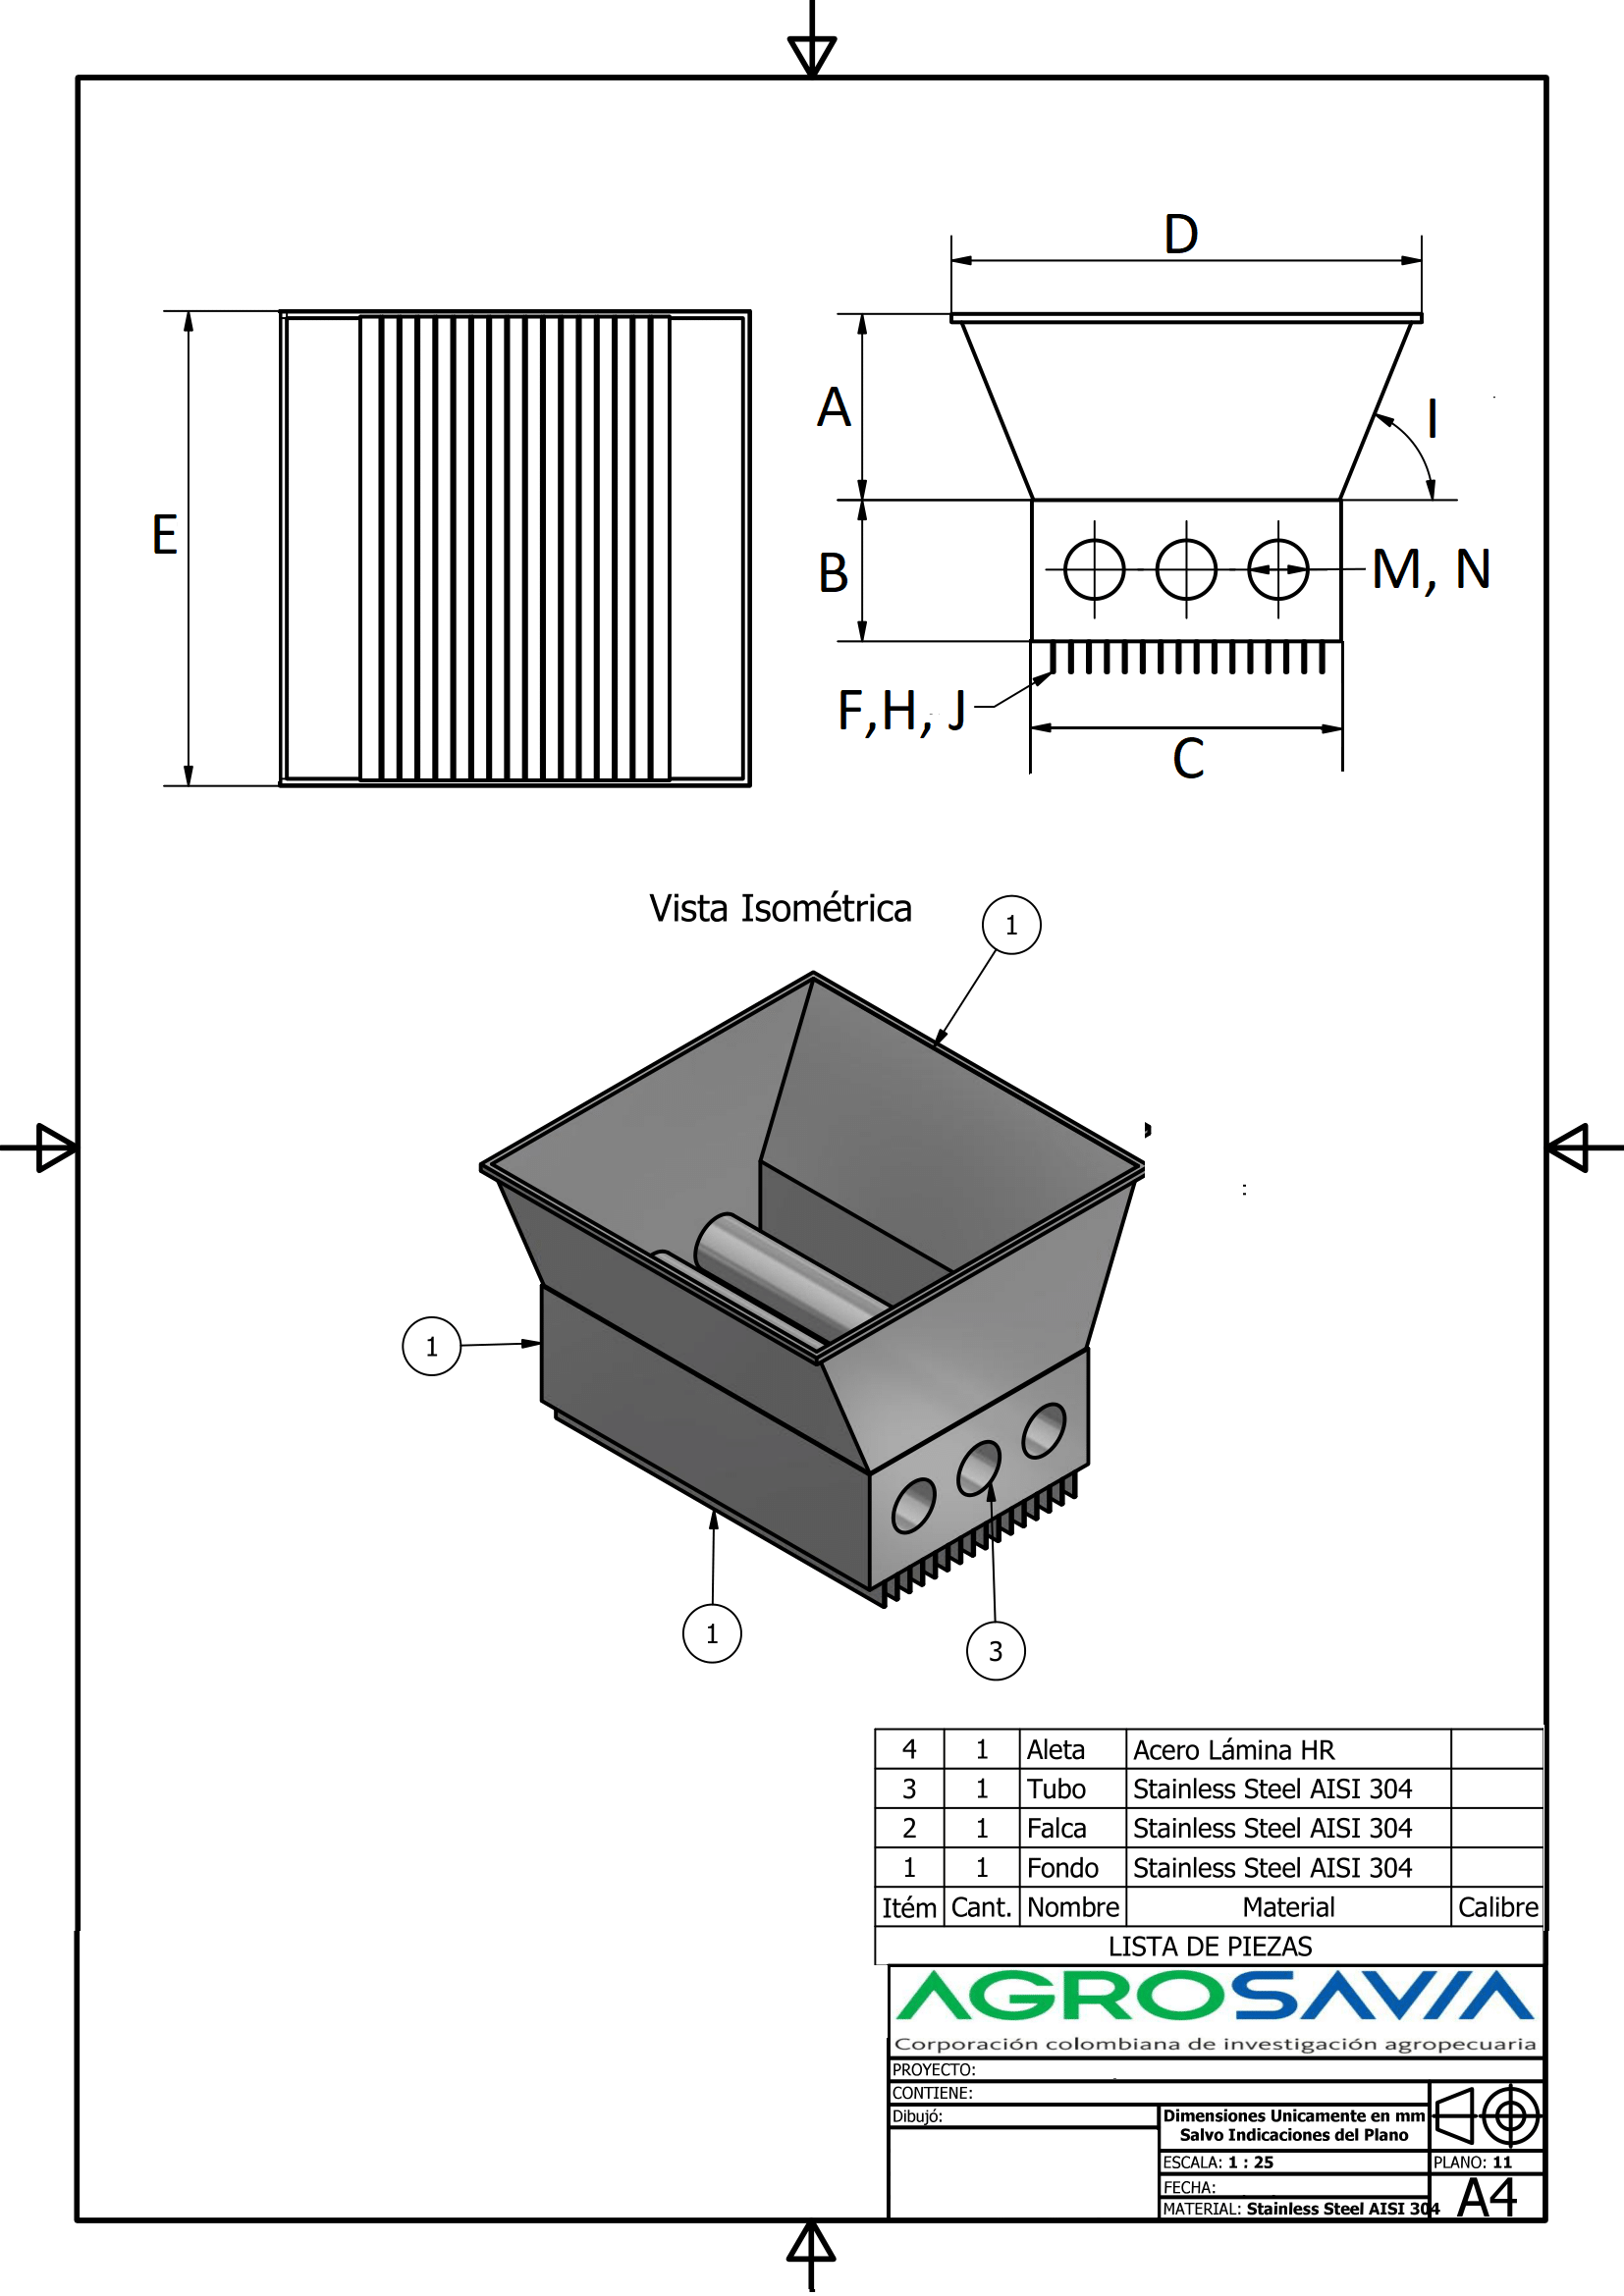 D
A
I
E
B
M, N
F,H, J
C
Vista Isométrica
1
1
1
3
4 1 Aleta Acero Lámina HR
3 1 Tubo Stainless Steel AISI 304
2 1 Falca Stainless Steel AISI 304
1 1 Fondo Stainless Steel AISI 304
Itém Cant. Nombre Material Calibre
LISTA DE PIEZAS
AGROSAVIA
Corporación colombiana de investigación agropecuaria
PROYECTO:
CONTIENE:
Dibujó:
Dimensiones Unicamente en mm
Salvo Indicaciones del Plano
ESCALA: 1 : 25
PLANO: 11
FECHA:
MATERIAL: Stainless Steel AISI 304
A4